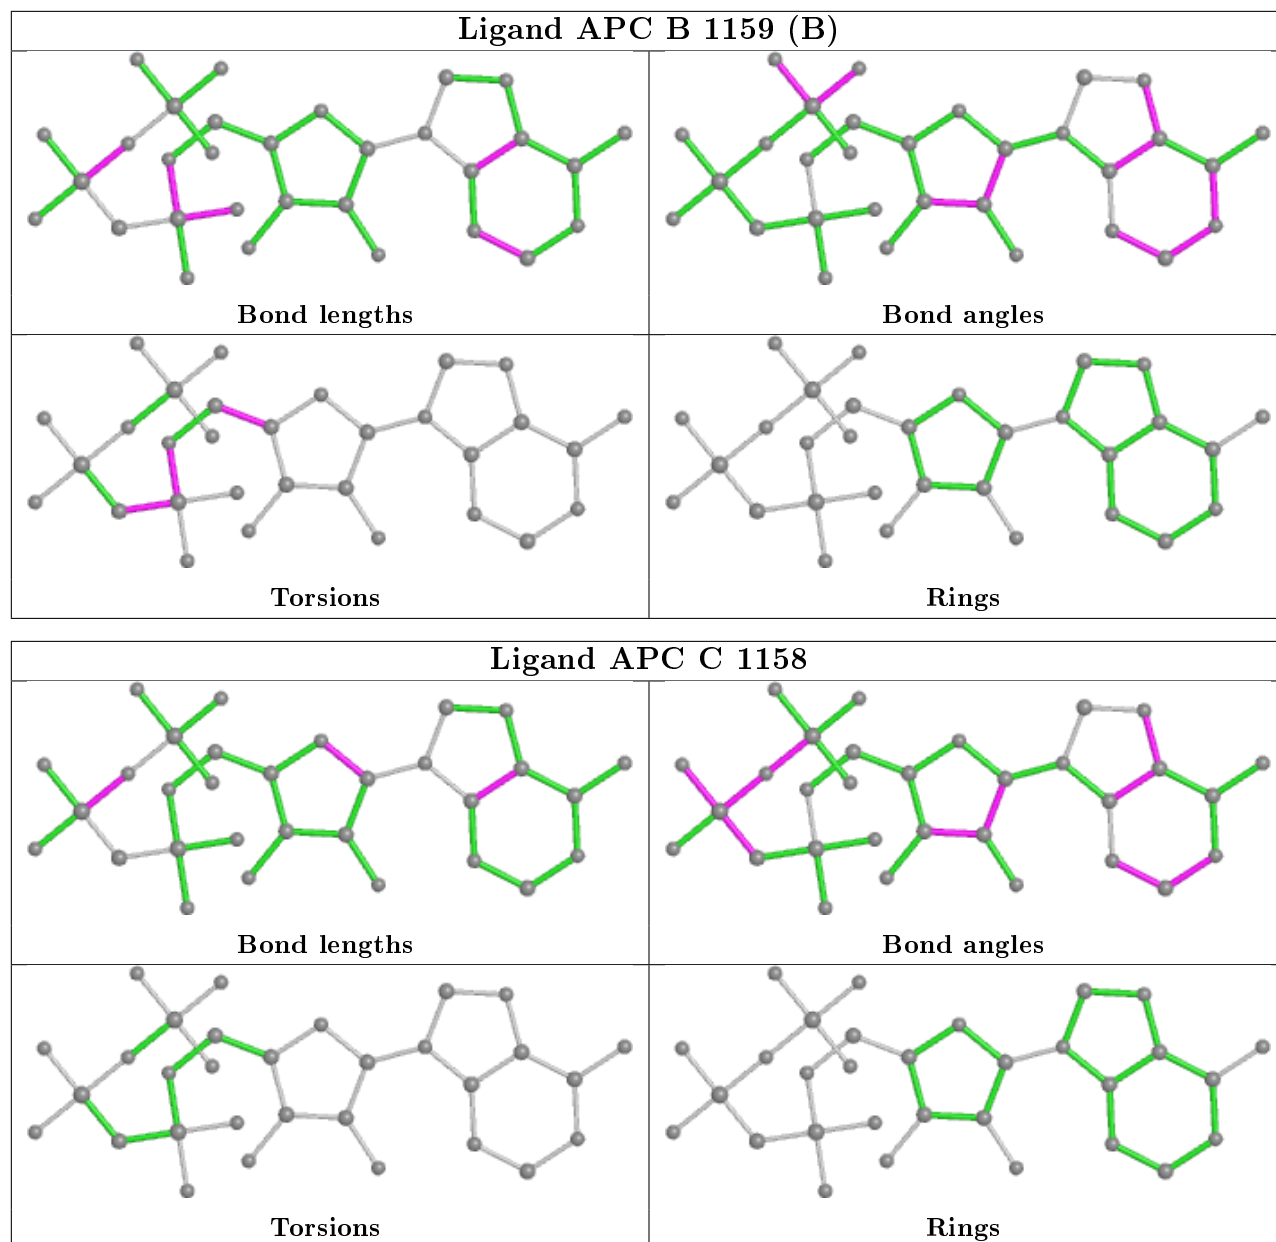 Ligand APC B 1159 (B)
Bond lengths
Bond angles
Torsions
Rings
Ligand APC C 1158
Bond lengths
Bond angles
Torsions
Rings